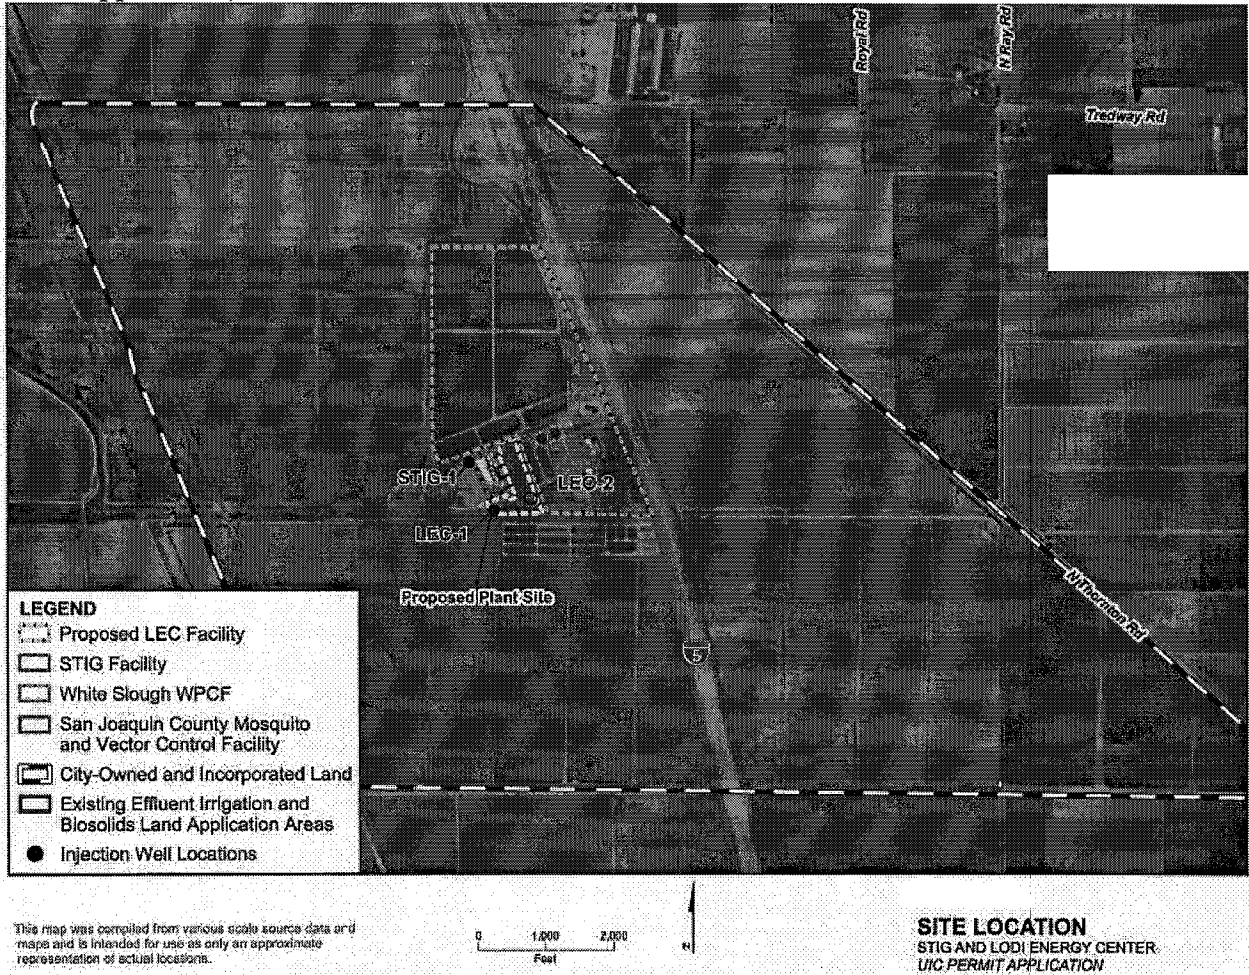 Royal Rd
N Ray Rd
Tredway Rd
STIG-1
LEC-2
LEC-1
Proposed Plant Site
N Thornton Rd
5
LEGEND
Proposed LEC Facility
STIG Facility
White Slough WPCF
San Joaquin County Mosquito
and Vector Control Facility
City-Owned and Incorporated Land
Existing Effluent Irrigation and
Biosolids Land Application Areas
Injection Well Locations
This map was compiled from various scale source data and
maps and is intended for use as only an approximate
representation of actual locations.
0 1,000 2,000
Feet
N
SITE LOCATION
STIG AND LODI ENERGY CENTER
UIC PERMIT APPLICATION